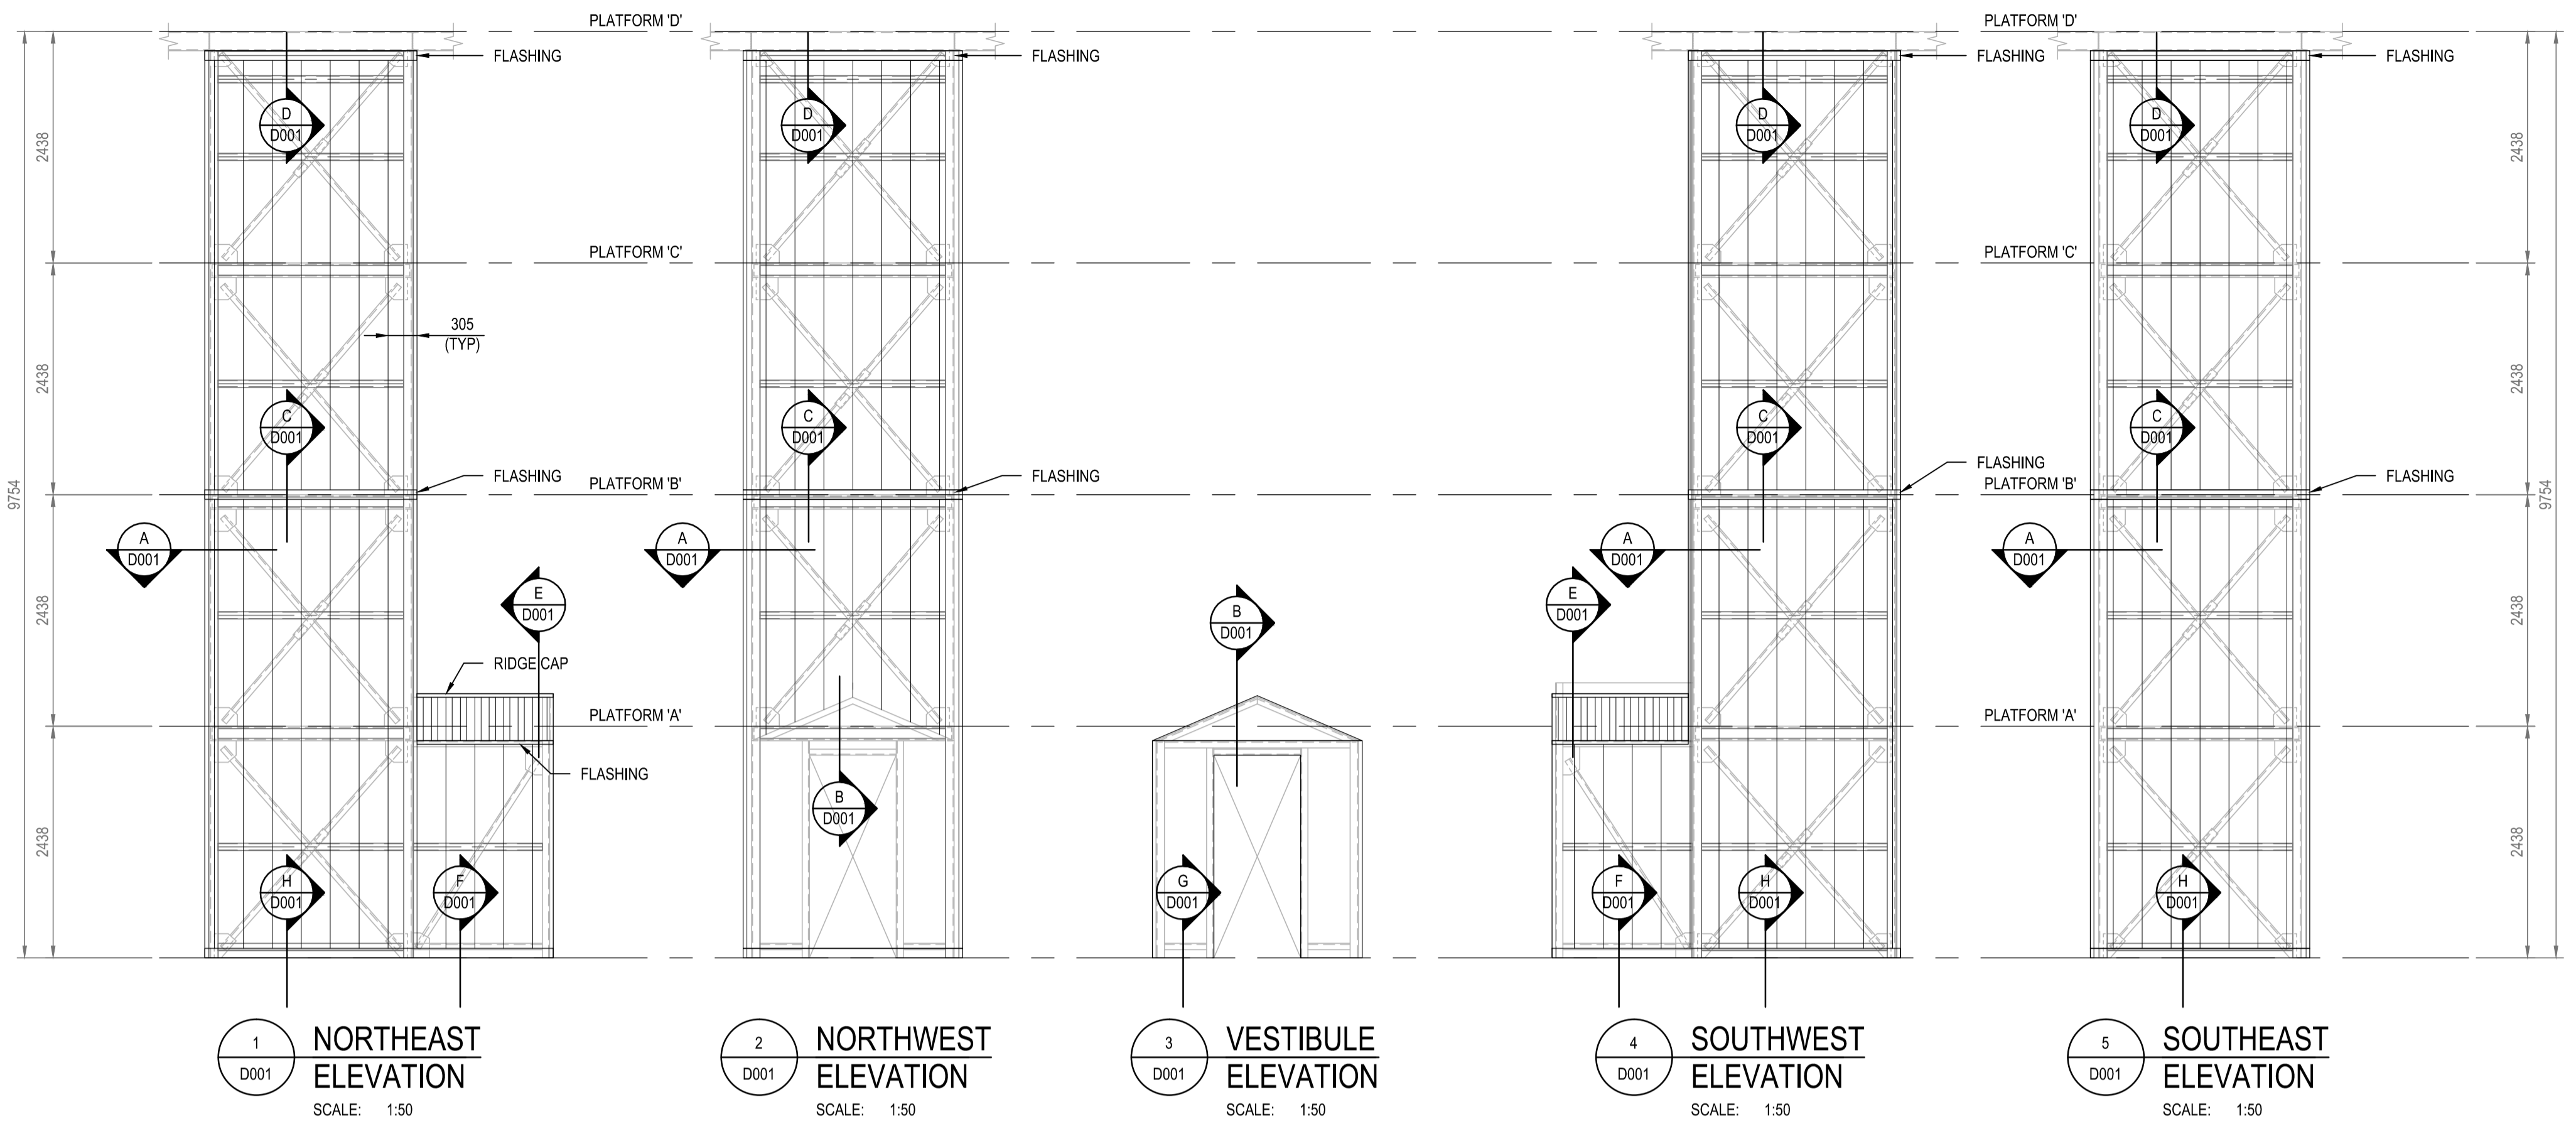 PLATFORM 'D'
PLATFORM 'D'
FLASHING
FLASHING
FLASHING
FLASHING
D
D001
D
D001
D
D001
D
D001
2438
2438
PLATFORM 'C'
PLATFORM 'C'
305
(TYP)
2438
2438
C
D001
C
D001
C
D001
C
D001
FLASHING
PLATFORM 'B'
FLASHING
FLASHING
PLATFORM 'B'
FLASHING
9754
9754
A
D001
A
D001
A
D001
A
D001
E
D001
E
D001
B
D001
2438
2438
RIDGE CAP
PLATFORM 'A'
PLATFORM 'A'
FLASHING
B
D001
2438
2438
H
D001
F
D001
G
D001
F
D001
H
D001
H
D001
1
D001
NORTHEAST
ELEVATION
SCALE: 1:50
2
D001
NORTHWEST
ELEVATION
SCALE: 1:50
3
D001
VESTIBULE
ELEVATION
SCALE: 1:50
4
D001
SOUTHWEST
ELEVATION
SCALE: 1:50
5
D001
SOUTHEAST
ELEVATION
SCALE: 1:50